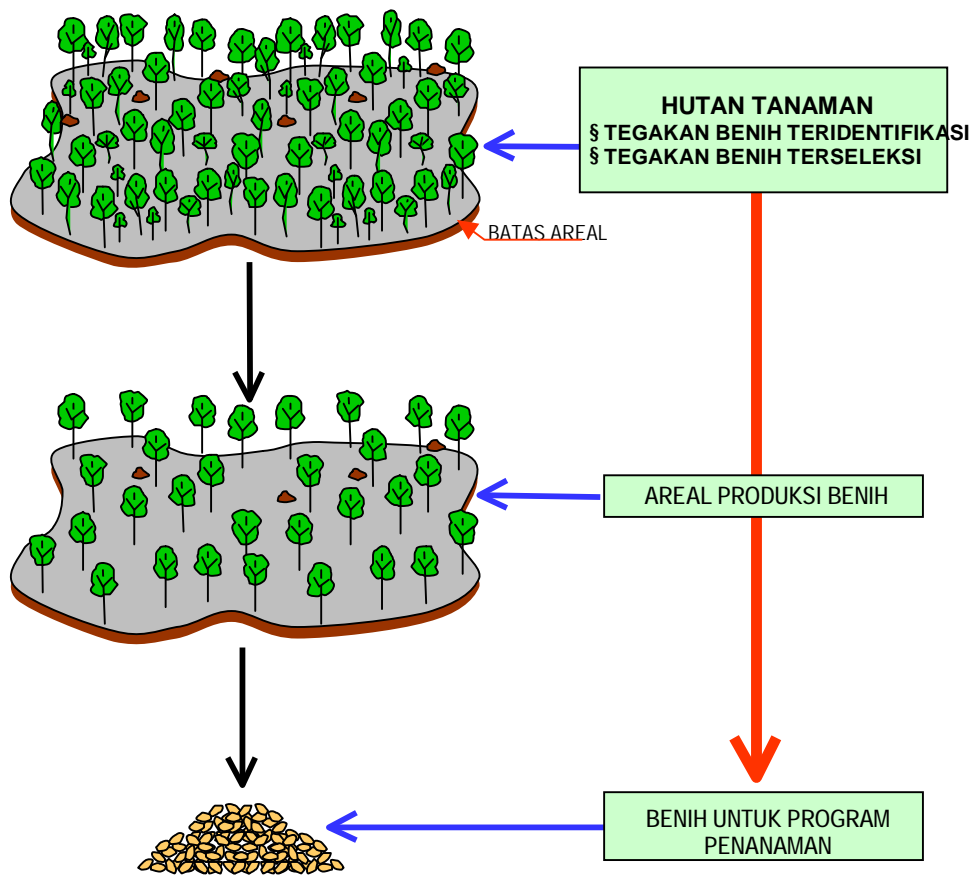 HUTAN TANAMAN
§ TEGAKAN BENIH TERIDENTIFIKASI
§ TEGAKAN BENIH TERSELEKSI
BATAS AREAL
AREAL PRODUKSI BENIH
BENIH UNTUK PROGRAM
PENANAMAN